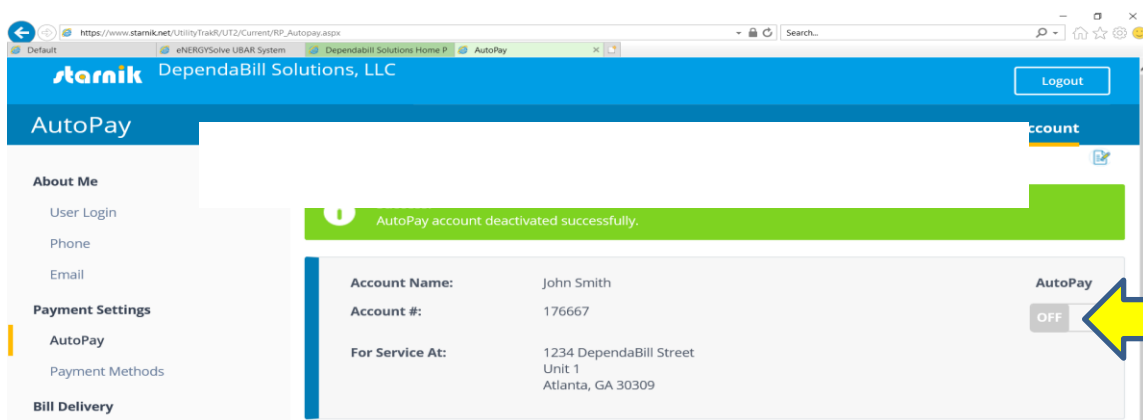 https://www.starnik.net/UtilityTrakR/UT2/Current/RP_Autopay.aspx
Search...
Default
eNERGYSolve UBAR System
Dependabill Solutions Home P
AutoPay
starnik DependaBill Solutions, LLC
Logout
AutoPay
ccount
About Me
User Login
Phone
Email
Payment Settings
AutoPay
Payment Methods
Bill Delivery
AutoPay account deactivated successfully.
Account Name: John Smith
Account #: 176667
For Service At: 1234 DependaBill Street
Unit 1
Atlanta, GA 30309
AutoPay
OFF